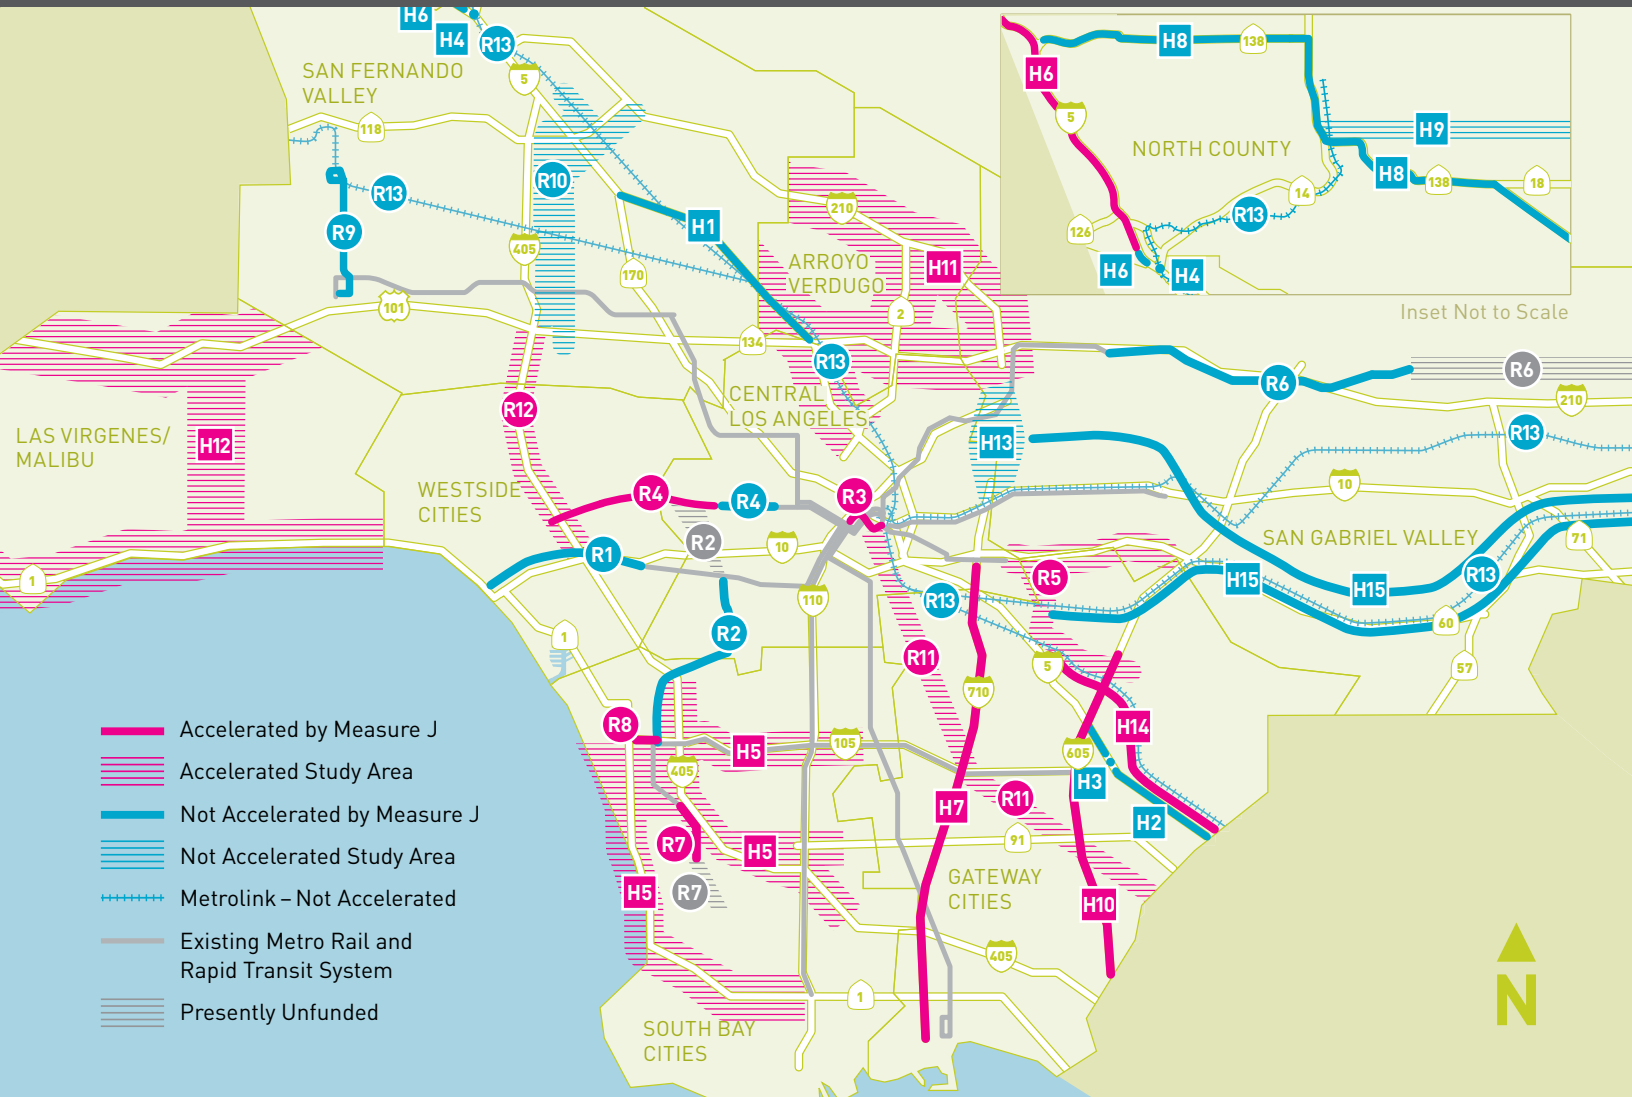 H6
H4
R13
SAN FERNANDO
VALLEY
5
118
R10
R13
R9
405
H1
170
101
210
ARROYO
VERDUGO
H11
2
134
R13
CENTRAL
LOS ANGELES
H6
H8
138
5
NORTH COUNTY
H9
H8
138
18
14
R13
126
H6
H4
Inset Not to Scale
R6
R6
210
R13
H13
10
SAN GABRIEL VALLEY
71
LAS VIRGENES/
MALIBU
H12
R12
WESTSIDE
CITIES
R4
R4
R3
R2
10
R1
1
110
R5
H15
H15
R13
R13
60
57
1
R2
R11
5
710
R8
H5
105
605
H14
405
H3
H7
R11
H2
91
R7
H5
H5
R7
GATEWAY
CITIES
H10
405
1
SOUTH BAY
CITIES
N
Accelerated by Measure J
Accelerated Study Area
Not Accelerated by Measure J
Not Accelerated Study Area
Metrolink – Not Accelerated
Existing Metro Rail and
Rapid Transit System
Presently Unfunded